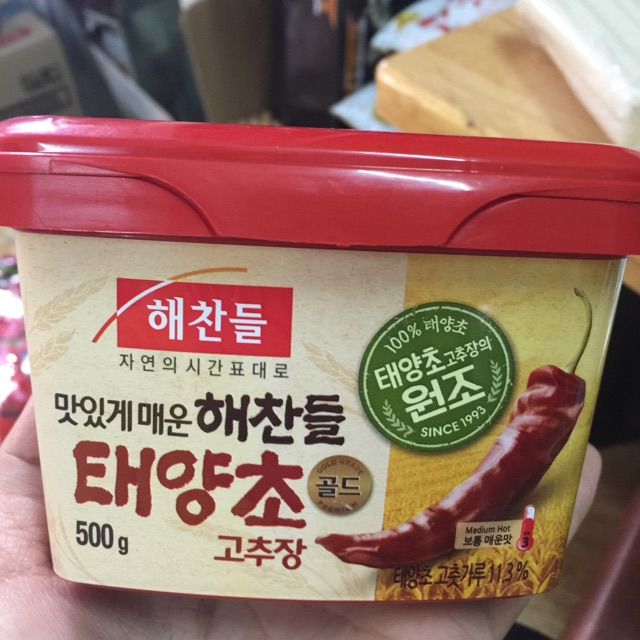 해찬들
자연의 시간표대로
맛있게 매운 해찬들
태양초
골드
고추장
500g
100% 태양초
태양초 고추장의
원조
SINCE 1993
Medium Hot
보통 매운맛
3
태양초 고춧가루 11.3%